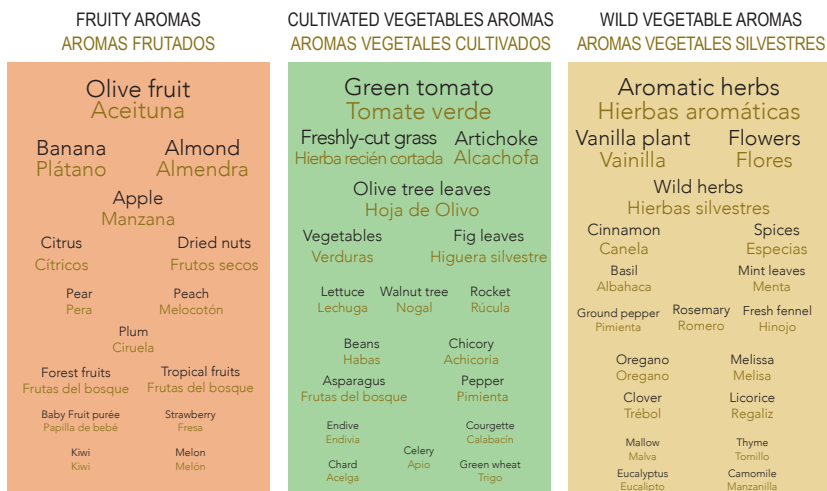 FRUITY AROMAS
AROMAS FRUTADOS
Olive fruit
Aceituna
Banana
Plátano
Almond
Almendra
Apple
Manzana
Citrus
Cítricos
Dried nuts
Frutos secos
Pear
Pera
Peach
Melocotón
Plum
Ciruela
Forest fruits
Frutas del bosque
Tropical fruits
Frutas del bosque
Baby Fruit purée
Papilla de bebé
Strawberry
Fresa
Kiwi
Kiwi
Melon
Melón
CULTIVATED VEGETABLES AROMAS
AROMAS VEGETALES CULTIVADOS
Green tomato
Tomate verde
Freshly-cut grass
Hierba recién cortada
Artichoke
Alcachofa
Olive tree leaves
Hoja de Olivo
Vegetables
Verduras
Fig leaves
Higuera silvestre
Lettuce
Lechuga
Walnut tree
Nogal
Rocket
Rúcula
Beans
Habas
Chicory
Achicoria
Asparagus
Frutas del bosque
Pepper
Pimienta
Endive
Endivia
Courgette
Calabacín
Celery
Apio
Chard
Acelga
Green wheat
Trigo
WILD VEGETABLE AROMAS
AROMAS VEGETALES SILVESTRES
Aromatic herbs
Hierbas aromáticas
Vanilla plant
Vainilla
Flowers
Flores
Wild herbs
Hierbas silvestres
Cinnamon
Canela
Spices
Especias
Basil
Albahaca
Mint leaves
Menta
Ground pepper
Pimienta
Rosemary
Romero
Fresh fennel
Hinojo
Oregano
Oregano
Melissa
Melisa
Clover
Trébol
Licorice
Regaliz
Mallow
Malva
Thyme
Tomillo
Eucalyptus
Eucalipto
Camomile
Manzanilla